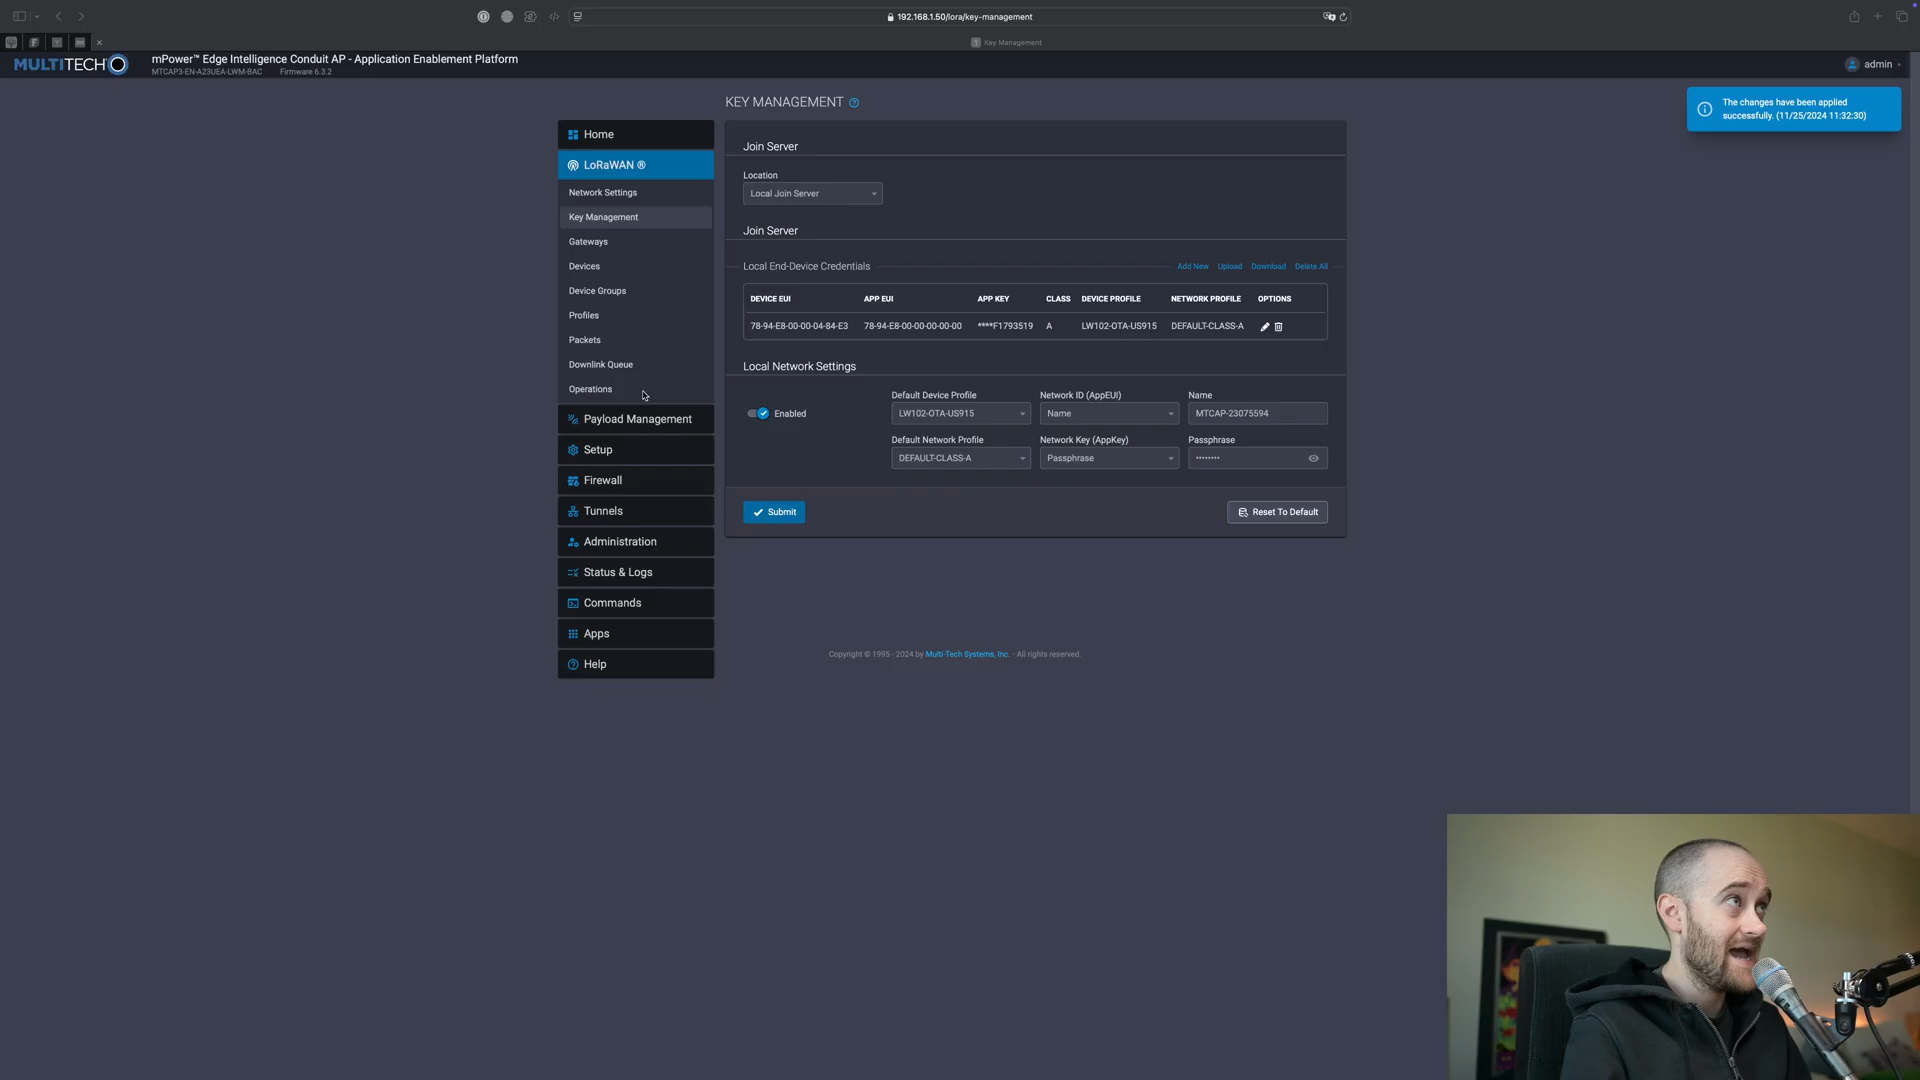 192.168.1.50/lora/key-management
Key Management
MULTITECH
mPower™ Edge Intelligence Conduit AP - Application Enablement Platform
MTCAP3-EN-A23UEA-LWM-BAC Firmware 6.3.2
admin
KEY MANAGEMENT
The changes have been applied
successfully. (11/25/2024 11:32:30)
Home
LoRaWAN ®
Network Settings
Key Management
Gateways
Devices
Device Groups
Profiles
Packets
Downlink Queue
Operations
Payload Management
Setup
Firewall
Tunnels
Administration
Status & Logs
Commands
Apps
Help
Join Server
Location
Local Join Server
Join Server
Local End-Device Credentials Add New Upload Download Delete All
DEVICE EUI APP EUI APP KEY CLASS DEVICE PROFILE NETWORK PROFILE OPTIONS
78-94-E8-00-00-04-84-E3 78-94-E8-00-00-00-00-00 ****F1793519 A LW102-OTA-US915 DEFAULT-CLASS-A
Local Network Settings
Enabled
Default Device Profile Network ID (AppEUI) Name
LW102-OTA-US915 Name MTCAP-23075594
Default Network Profile Network Key (AppKey) Passphrase
DEFAULT-CLASS-A Passphrase ••••••••
Submit Reset To Default
Copyright © 1995 - 2024 by Multi-Tech Systems, Inc. - All rights reserved.